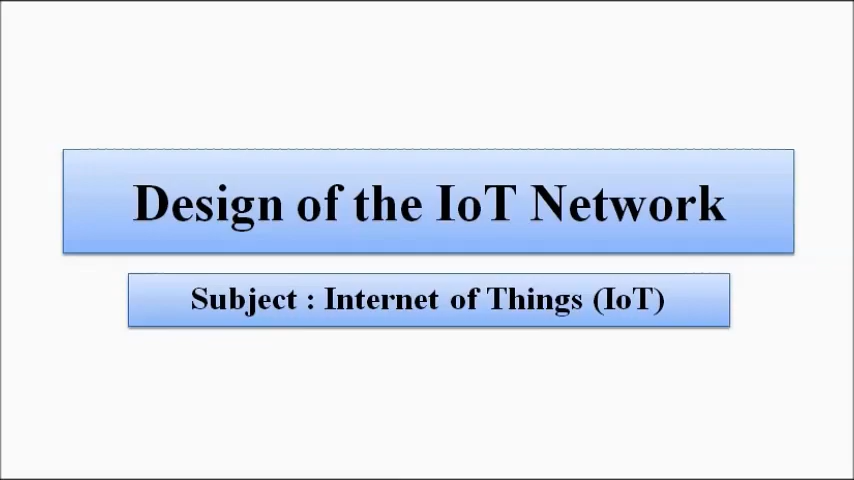 Design of the IoT Network
Subject : Internet of Things (IoT)